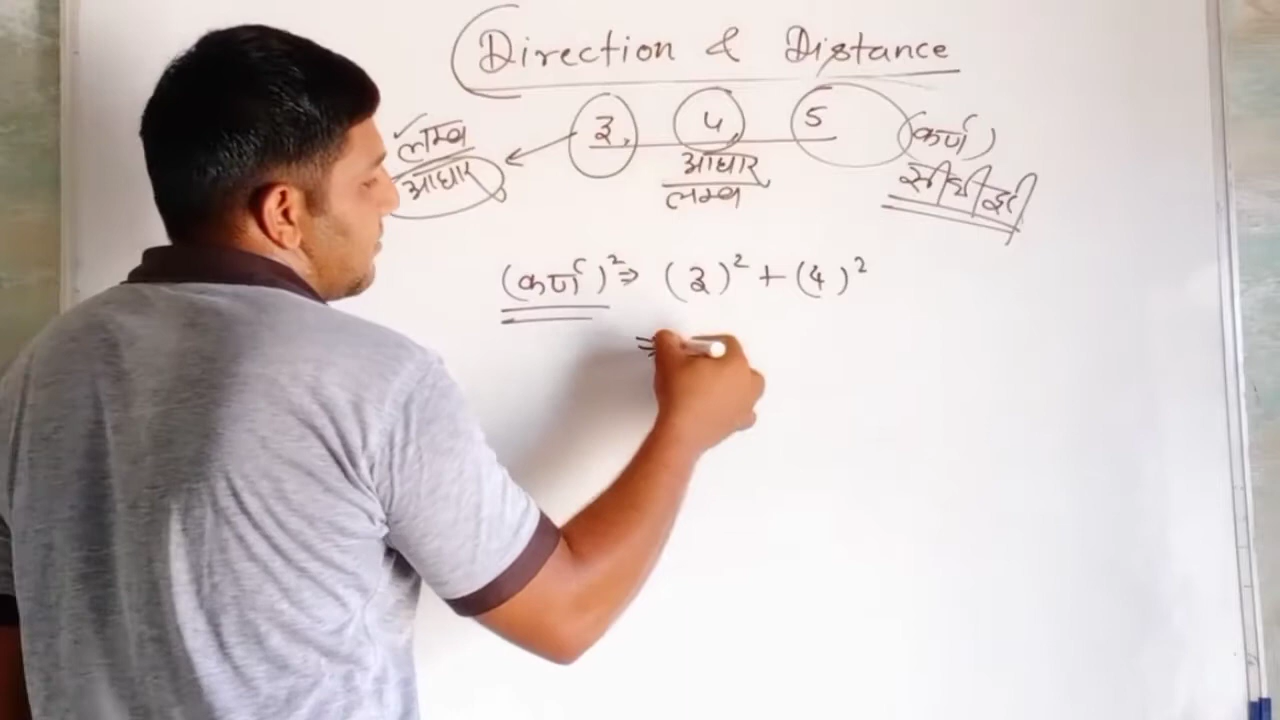 Direction & Distance
3, 4, 5 (कर्ण)
लम्ब
आधार
आधार
लम्ब
सीधी दूरी
(कर्ण)² ⇒ (3)² + (4)²
=